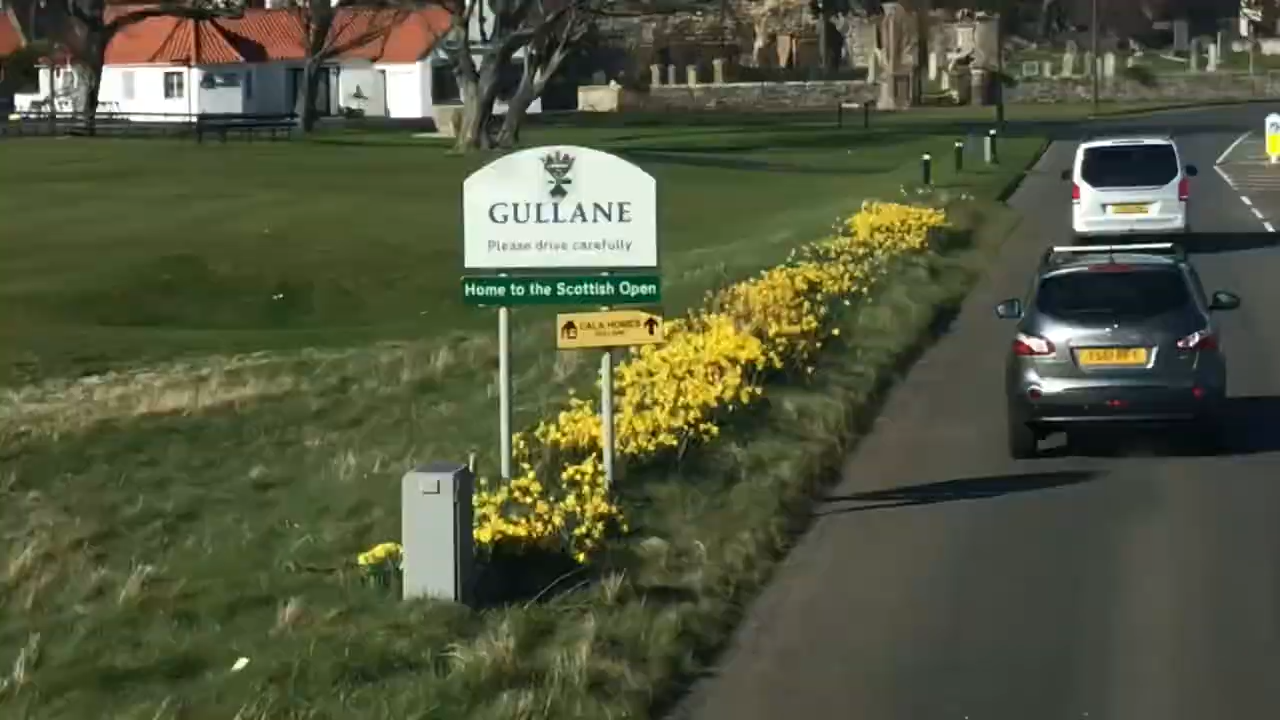 GULLANE
Please drive carefully
Home to the Scottish Open
CALA HOMES